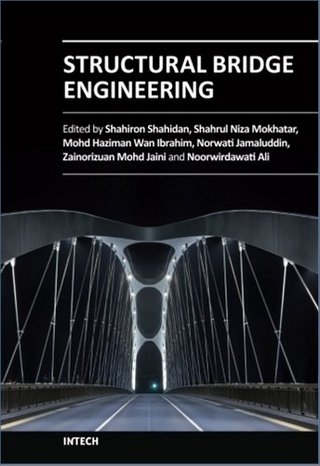 STRUCTURAL BRIDGE
ENGINEERING
Edited by Shahiron Shahidan, Shahrul Niza Mokhatar,
Mohd Haziman Wan Ibrahim, Norwati Jamaluddin,
Zainorizuan Mohd Jaini and Noorwirdawati Ali
INTECH